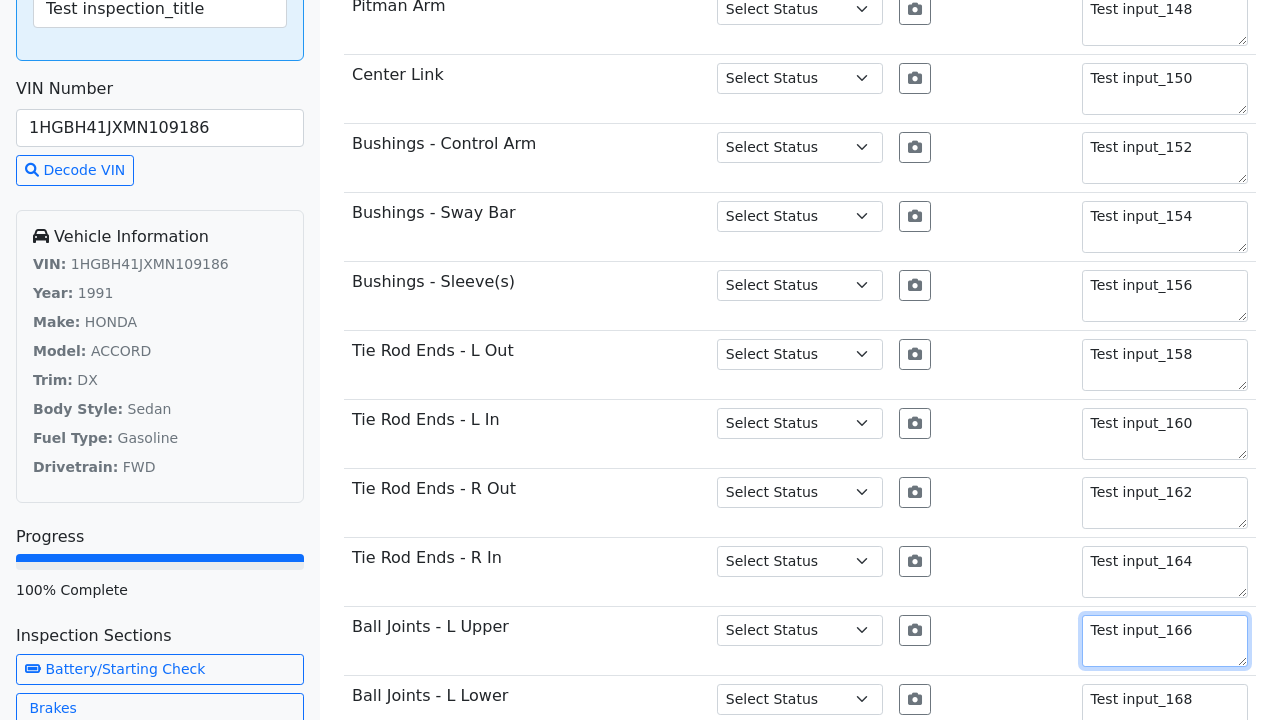 Test inspection_title
VIN Number
1HGBH41JXMN109186
Decode VIN
Vehicle Information
VIN: 1HGBH41JXMN109186
Year: 1991
Make: HONDA
Model: ACCORD
Trim: DX
Body Style: Sedan
Fuel Type: Gasoline
Drivetrain: FWD
Progress
100% Complete
Inspection Sections
Battery/Starting Check
Brakes
Pitman Arm Select Status Test input_148
Center Link Select Status Test input_150
Bushings - Control Arm Select Status Test input_152
Bushings - Sway Bar Select Status Test input_154
Bushings - Sleeve(s) Select Status Test input_156
Tie Rod Ends - L Out Select Status Test input_158
Tie Rod Ends - L In Select Status Test input_160
Tie Rod Ends - R Out Select Status Test input_162
Tie Rod Ends - R In Select Status Test input_164
Ball Joints - L Upper Select Status Test input_166
Ball Joints - L Lower Select Status Test input_168